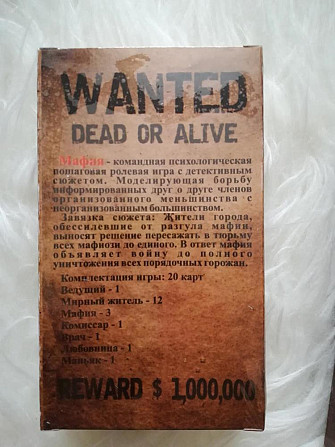 WANTED
DEAD OR ALIVE
Мафия - командная психологическая
пошаговая ролевая игра с детективным
сюжетом. Моделирующая борьбу
информированных друг о друге членов
организованного меньшинства с
неорганизованным большинством.
Завязка сюжета: Жители города,
обессилевшие от разгула мафии,
выносят решение пересажать в тюрьму
всех мафиози до единого. В ответ мафия
объявляет войну до полного
уничтожения всех порядочных горожан.
Комплектация игры: 20 карт
Ведущий - 1
Мирный житель - 12
Мафия - 3
Комиссар - 1
Врач - 1
Любовница - 1
Маньяк - 1
REWARD $ 1,000,000